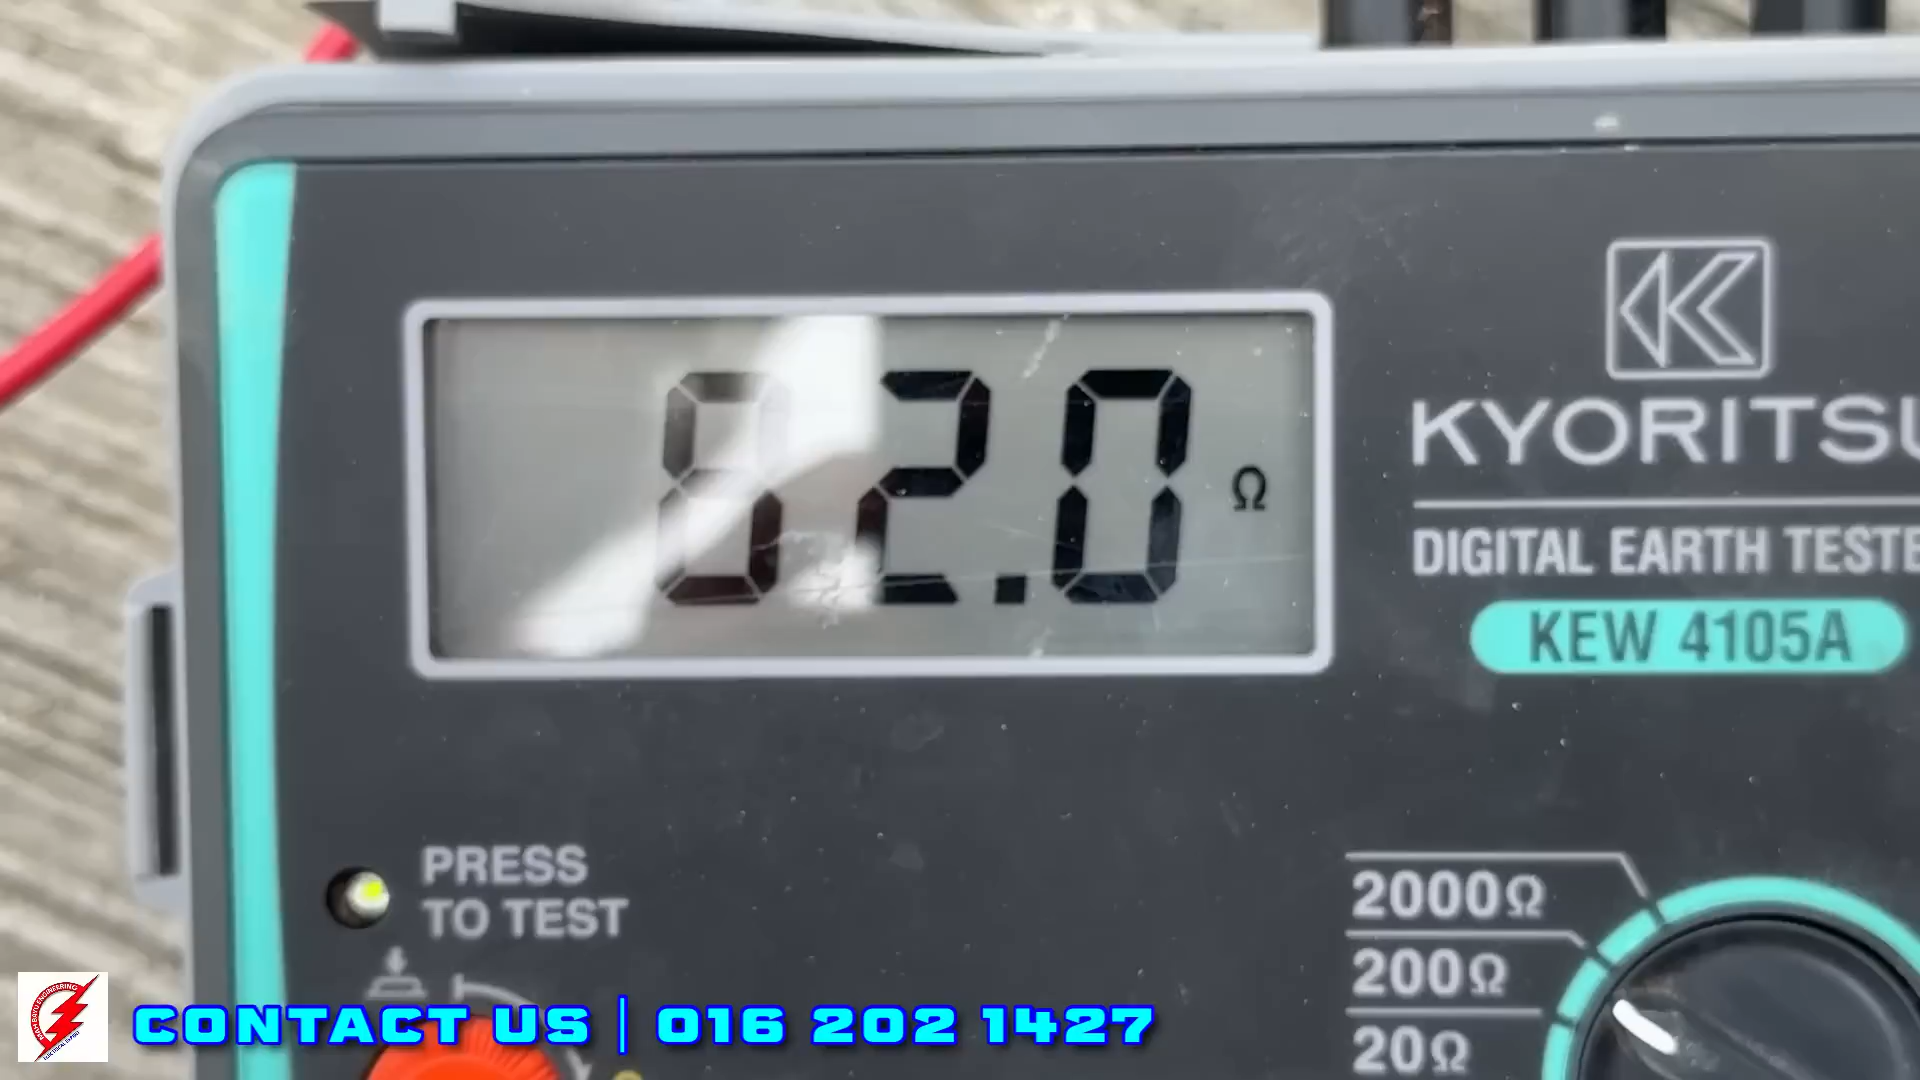 82.0 Ω
KYORITSU
DIGITAL EARTH TESTE
KEW 4105A
PRESS
TO TEST
2000Ω
200Ω
20Ω
CONTACT US | 016 202 1427